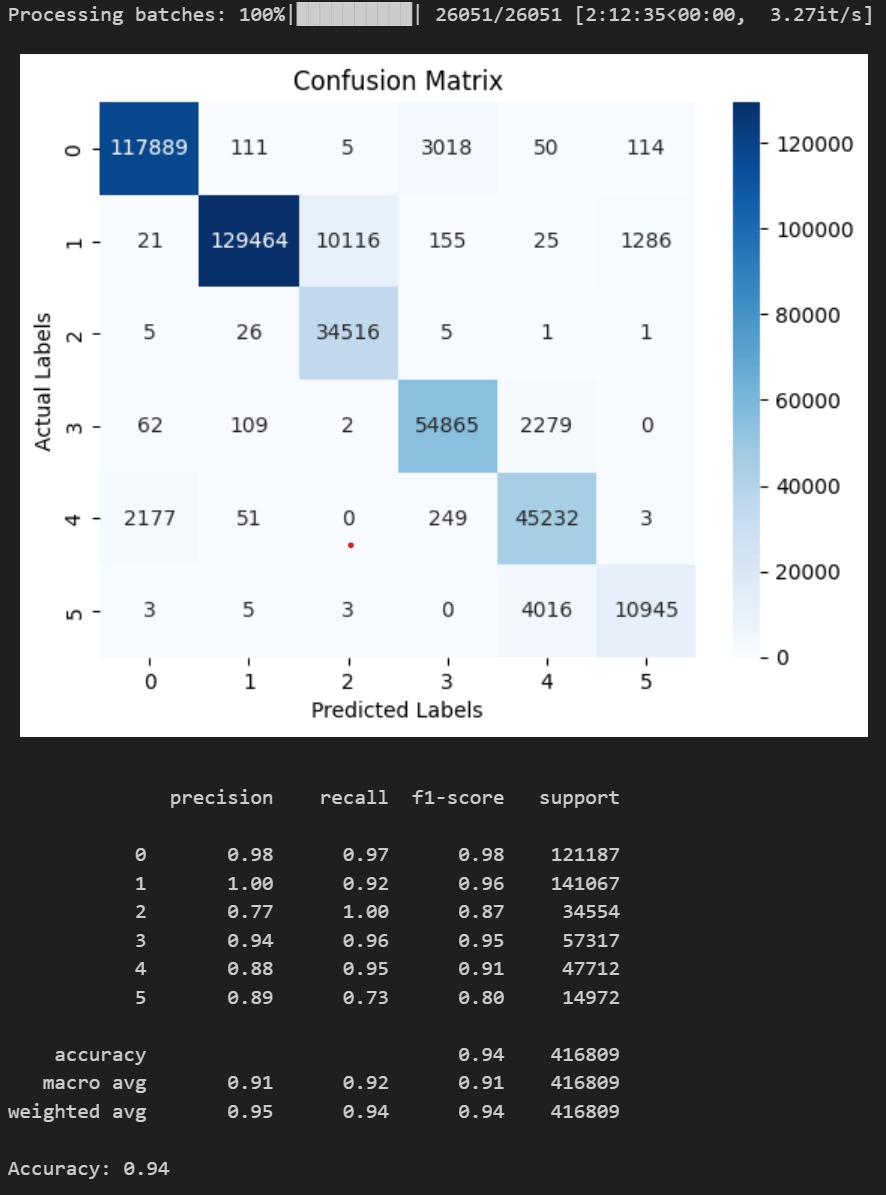 Processing batches: 100%|██████████| 26051/26051 [2:12:35<00:00, 3.27it/s]
Confusion Matrix
0 117889 111 5 3018 50 114
1 21 129464 10116 155 25 1286
2 5 26 34516 5 1 1
3 62 109 2 54865 2279 0
4 2177 51 0 249 45232 3
5 3 5 3 0 4016 10945
0 1 2 3 4 5
Predicted Labels
Actual Labels
120000
100000
80000
60000
40000
20000
0
precision recall f1-score support
0 0.98 0.97 0.98 121187
1 1.00 0.92 0.96 141067
2 0.77 1.00 0.87 34554
3 0.94 0.96 0.95 57317
4 0.88 0.95 0.91 47712
5 0.89 0.73 0.80 14972
accuracy 0.94 416809
macro avg 0.91 0.92 0.91 416809
weighted avg 0.95 0.94 0.94 416809
Accuracy: 0.94